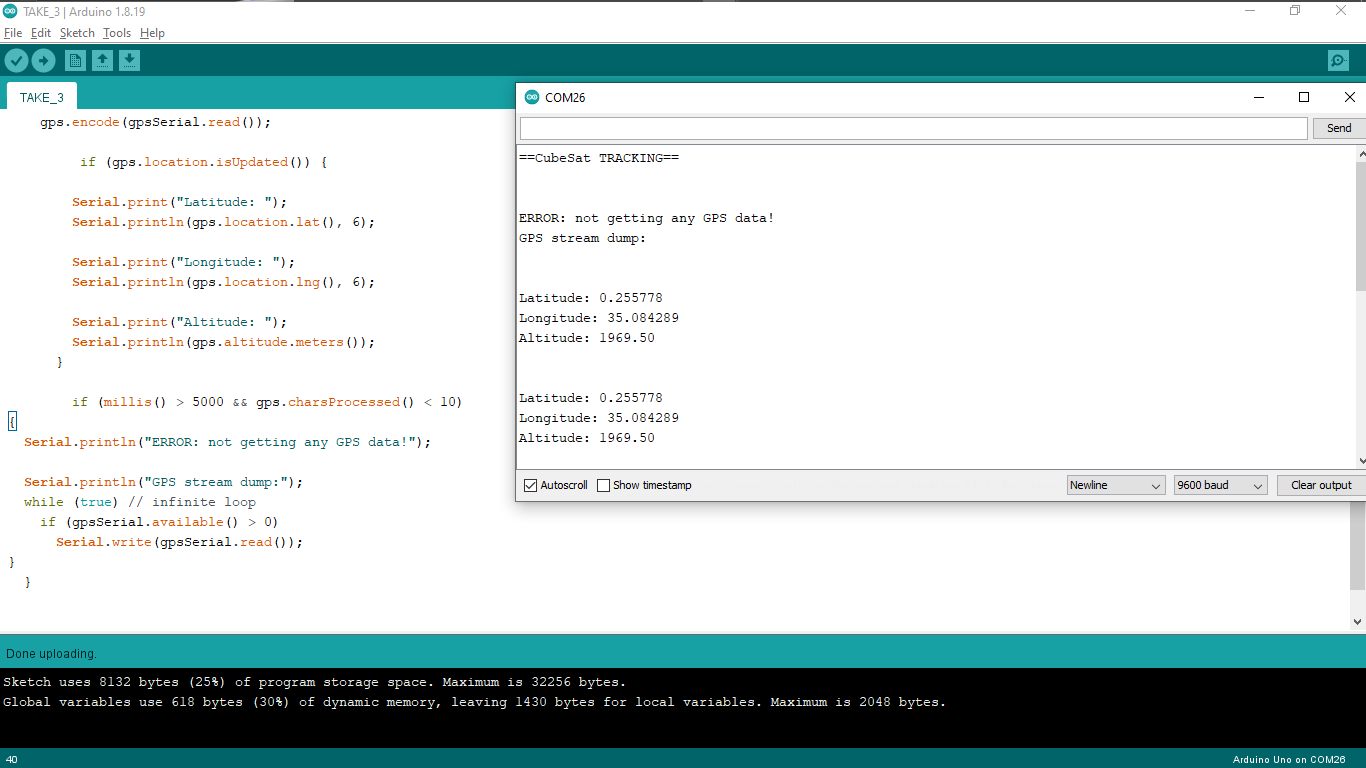 TAKE_3 | Arduino 1.8.19
File Edit Sketch Tools Help
TAKE_3
gps.encode(gpsSerial.read());
if (gps.location.isUpdated()) {
Serial.print("Latitude: ");
Serial.println(gps.location.lat(), 6);
Serial.print("Longitude: ");
Serial.println(gps.location.lng(), 6);
Serial.print("Altitude: ");
Serial.println(gps.altitude.meters());
}
if (millis() > 5000 && gps.charsProcessed() < 10)
{
Serial.println("ERROR: not getting any GPS data!");
Serial.println("GPS stream dump:");
while (true) // infinite loop
if (gpsSerial.available() > 0)
Serial.write(gpsSerial.read());
}
}
COM26
Send
==CubeSat TRACKING==
ERROR: not getting any GPS data!
GPS stream dump:
Latitude: 0.255778
Longitude: 35.084289
Altitude: 1969.50
Latitude: 0.255778
Longitude: 35.084289
Altitude: 1969.50
Autoscroll Show timestamp Newline 9600 baud Clear output
Done uploading.
Sketch uses 8132 bytes (25%) of program storage space. Maximum is 32256 bytes.
Global variables use 618 bytes (30%) of dynamic memory, leaving 1430 bytes for local variables. Maximum is 2048 bytes.
40 Arduino Uno on COM26